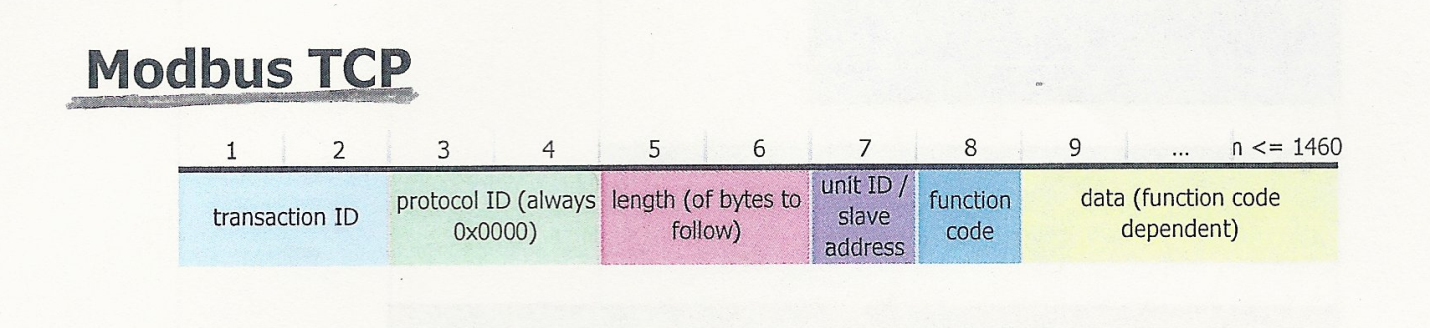 Modbus TCP
1 2 3 4 5 6 7 8 9 ... n <= 1460
transaction ID
protocol ID (always
0x0000)
length (of bytes to
follow)
unit ID /
slave
address
function
code
data (function code
dependent)